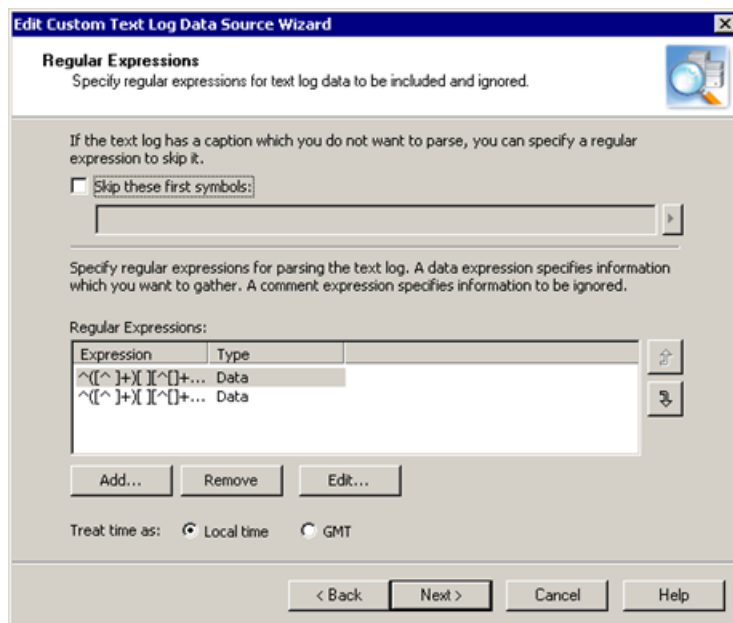 Edit Custom Text Log Data Source Wizard
Regular Expressions
Specify regular expressions for text log data to be included and ignored.
If the text log has a caption which you do not want to parse, you can specify a regular
expression to skip it.
Skip these first symbols:
Specify regular expressions for parsing the text log. A data expression specifies information
which you want to gather. A comment expression specifies information to be ignored.
Regular Expressions:
Expression Type
^([^ ]+)[ ][^[]+... Data
^([^ ]+)[ ][^[]+... Data
Add... Remove Edit...
Treat time as: Local time GMT
< Back Next > Cancel Help